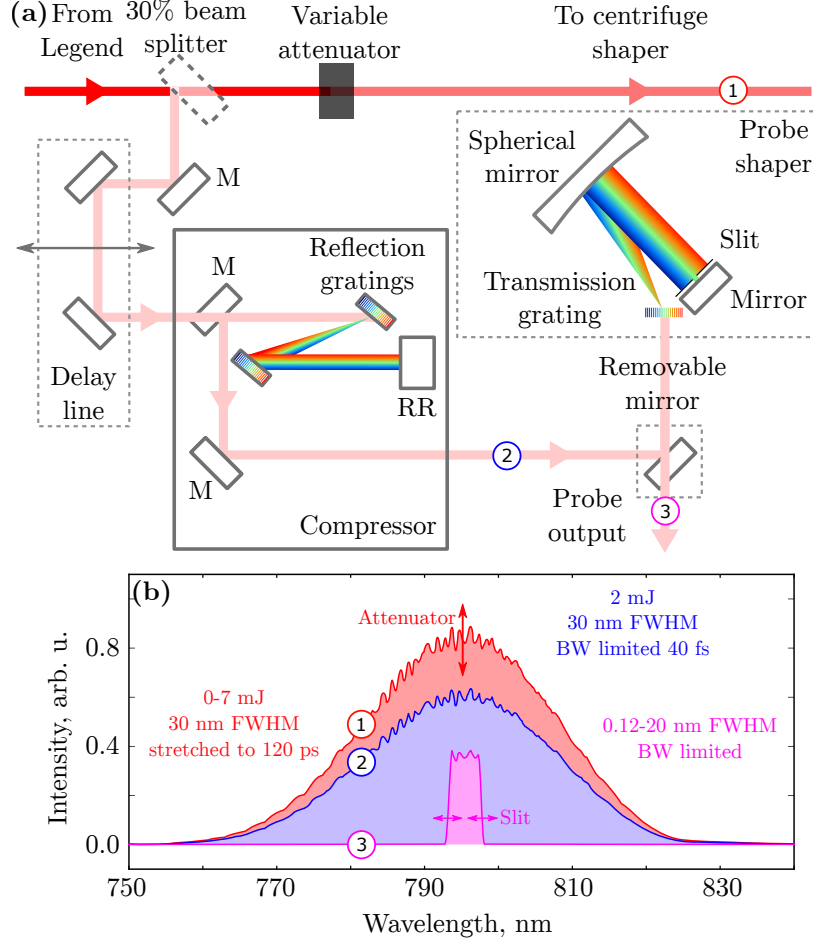 (a)
From
Legend
30% beam
splitter
Variable
attenuator
To centrifuge
shaper
1
Probe
shaper
Spherical
mirror
Slit
Mirror
Transmission
grating
M
M
Reflection
gratings
RR
Delay
line
Removable
mirror
M
2
Compressor
Probe
output
3
(b)
Attenuator
2 mJ
30 nm FWHM
BW limited 40 fs
0-7 mJ
30 nm FWHM
stretched to 120 ps
0.12-20 nm FWHM
BW limited
1
2
Slit
3
Intensity, arb. u.
0.8
0.4
0.0
750
770
790
810
830
Wavelength, nm